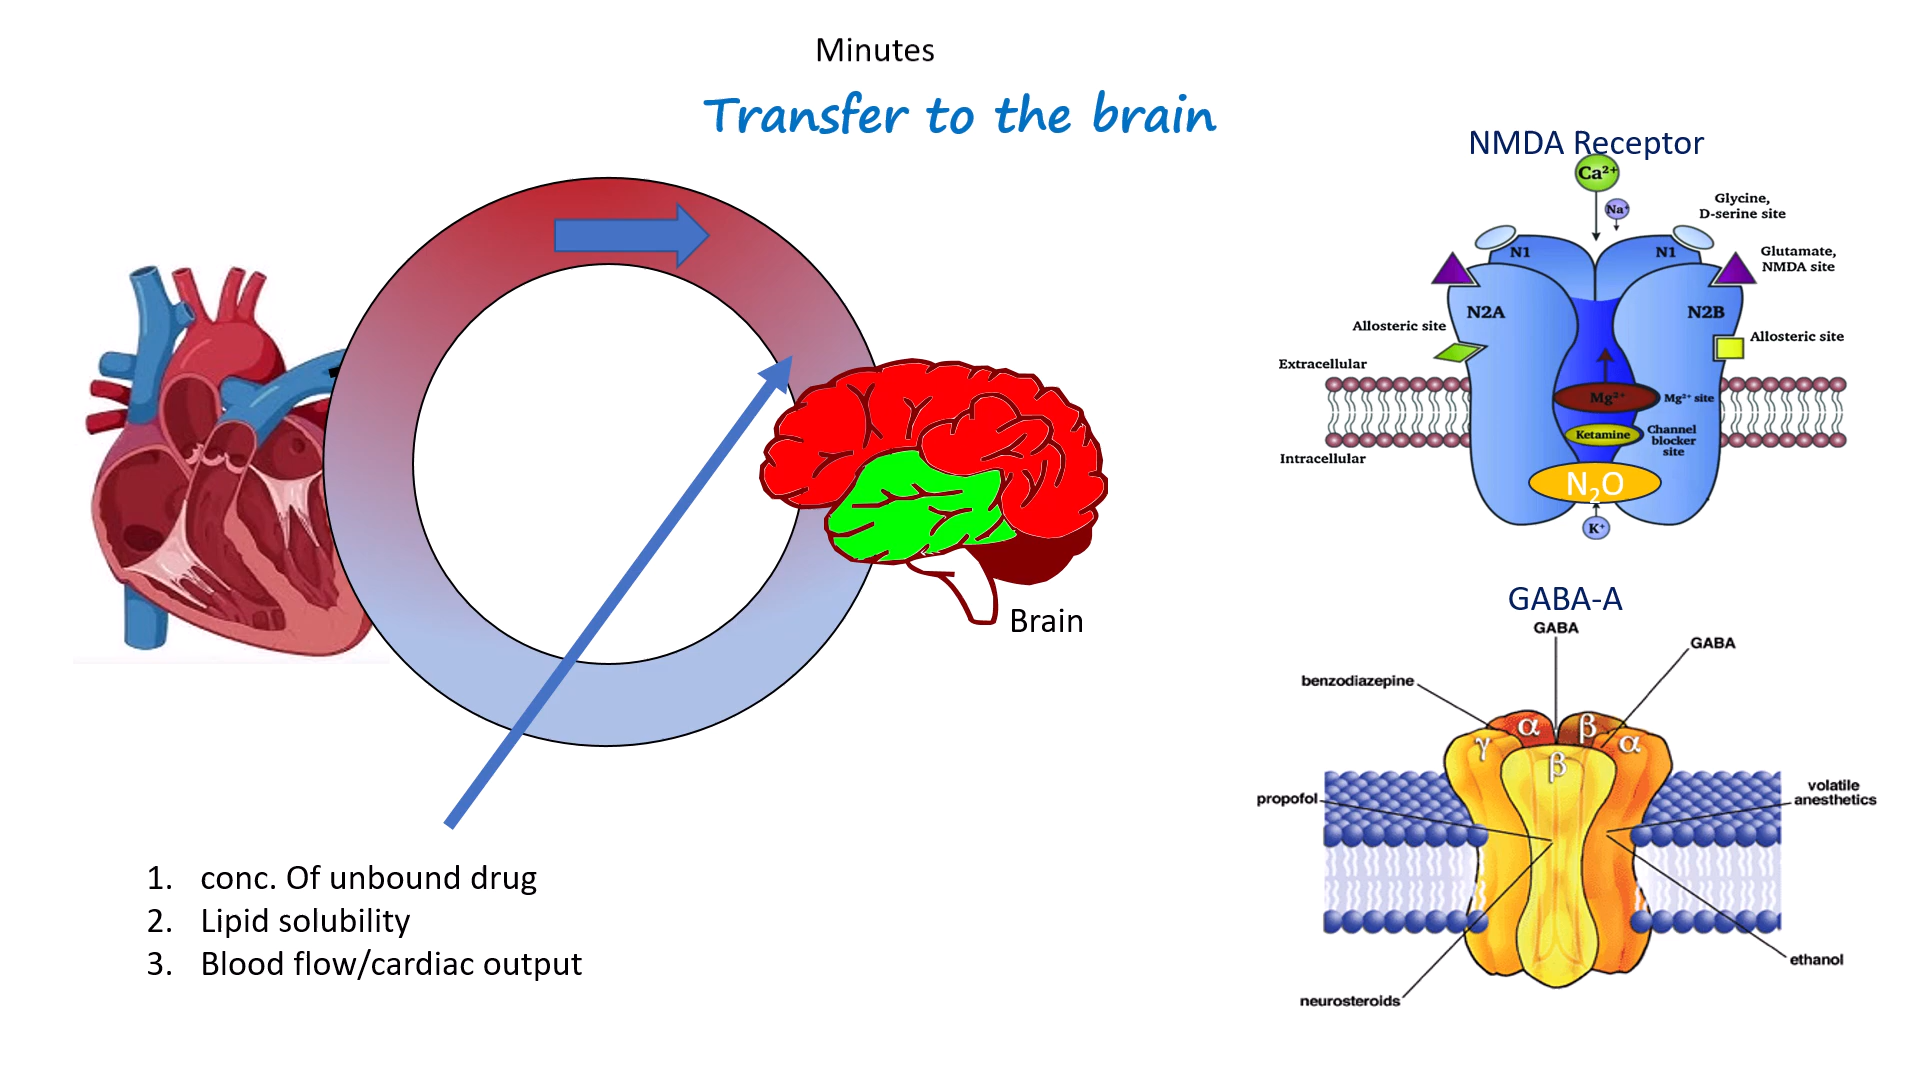 Minutes
Transfer to the brain
NMDA Receptor
Ca²⁺
Na⁺
Glycine,
D-serine site
N1
N1
Glutamate,
NMDA site
N2A
N2B
Allosteric site
Allosteric site
Extracellular
Mg²⁺
Mg²⁺ site
Ketamine
Channel
blocker
site
Intracellular
N₂O
K⁺
Brain
GABA-A
GABA
GABA
benzodiazepine
α
β
γ
α
β
propofol
volatile
anesthetics
ethanol
neurosteroids
1. conc. Of unbound drug
2. Lipid solubility
3. Blood flow/cardiac output